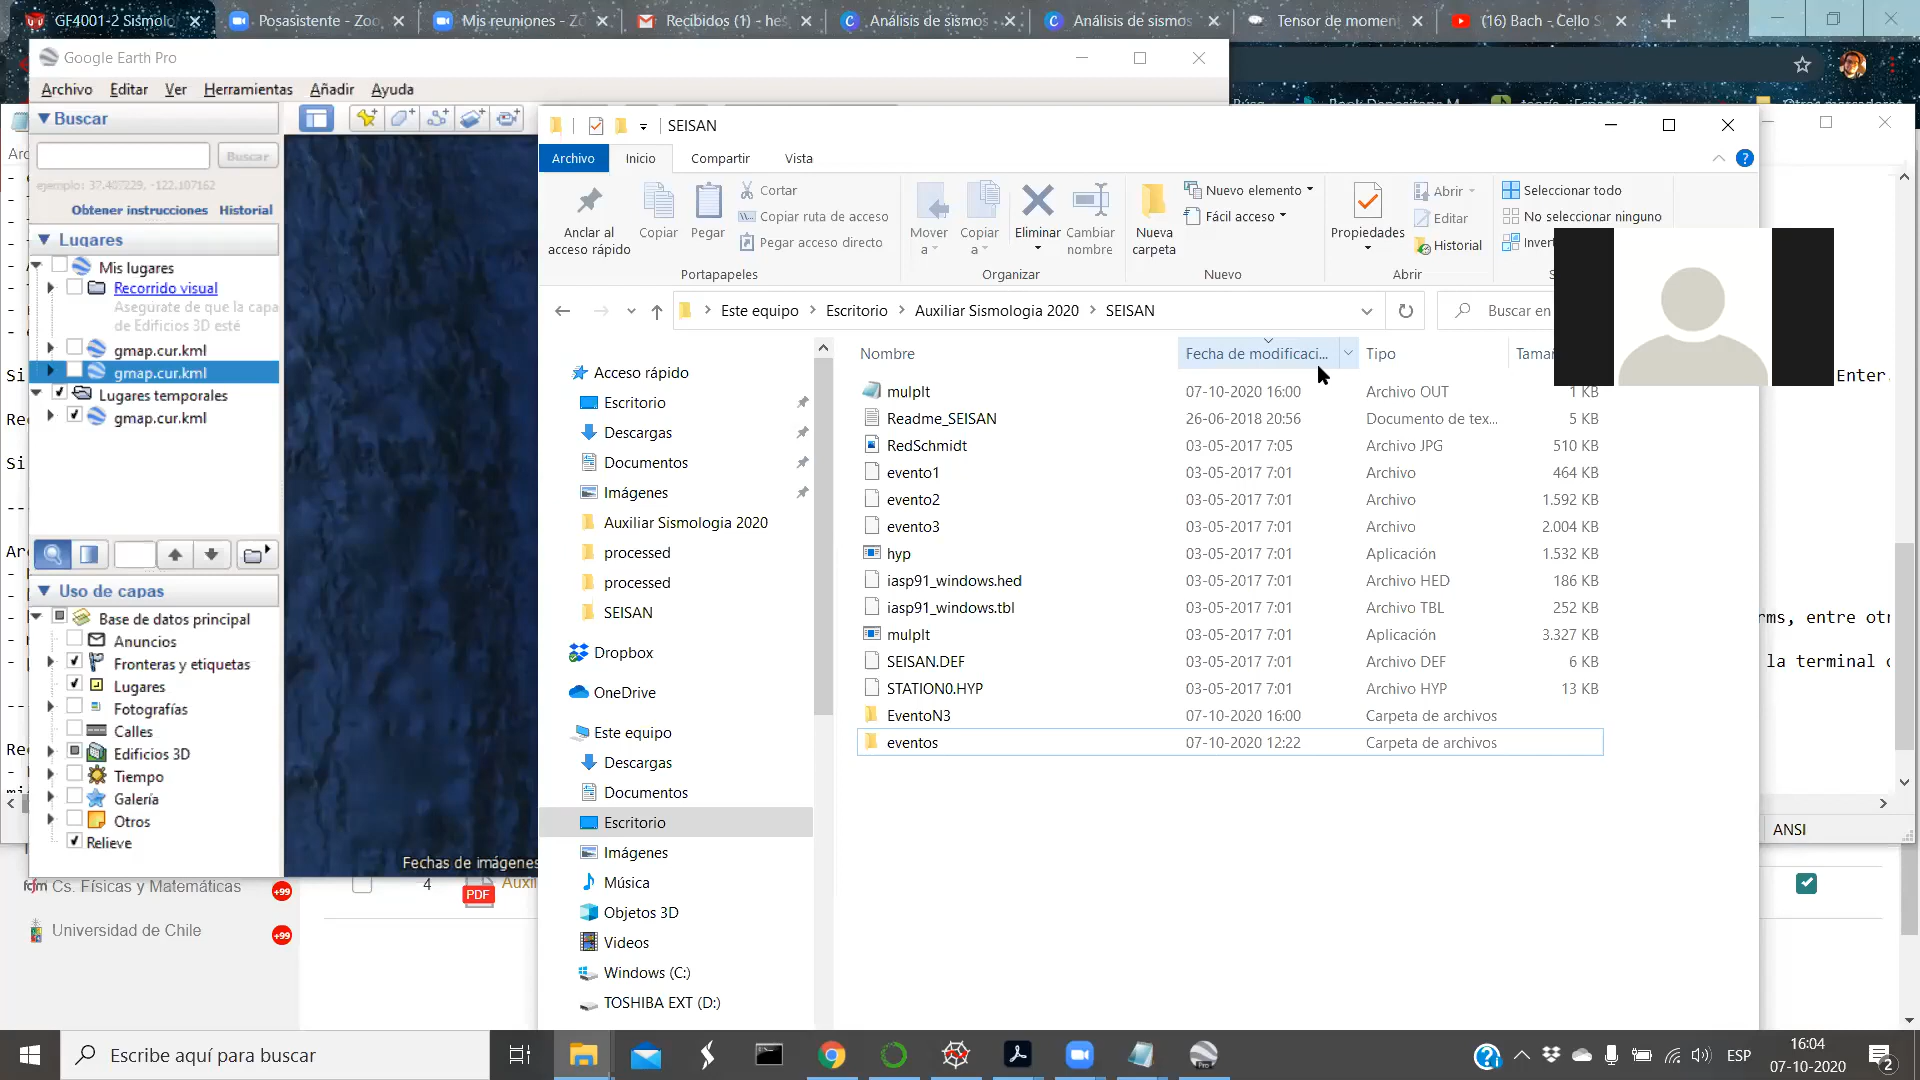 GF4001-2 Sismolo
Posasistente - Zoo
Mis reuniones - Zo
Recibidos (1) - hes
Análisis de sismos
Análisis de sismos
Tensor de momen
(16) Bach - Cello S
Google Earth Pro
Archivo Editar Ver Herramientas Añadir Ayuda
Buscar
Buscar
ejemplo: 37.407229, -122.107162
Obtener instrucciones Historial
Lugares
Mis lugares
Recorrido visual
Asegúrate de que la capa
de Edificios 3D esté
gmap.cur.kml
gmap.cur.kml
Lugares temporales
gmap.cur.kml
Uso de capas
Base de datos principal
Anuncios
Fronteras y etiquetas
Lugares
Fotografías
Calles
Edificios 3D
Tiempo
Galería
Otros
Relieve
Fechas de imágenes
SEISAN
Archivo Inicio Compartir Vista
Anclar al
acceso rápido
Copiar
Pegar
Cortar
Copiar ruta de acceso
Pegar acceso directo
Portapapeles
Mover
a
Copiar
a
Eliminar
Cambiar
nombre
Organizar
Nueva
carpeta
Nuevo elemento
Fácil acceso
Nuevo
Propiedades
Abrir
Editar
Historial
Abrir
Seleccionar todo
No seleccionar ninguno
Invert
Este equipo Escritorio Auxiliar Sismologia 2020 SEISAN
Buscar en
Nombre Fecha de modificaci... Tipo Tamañ
mulplt 07-10-2020 16:00 Archivo OUT 1 KB
Readme_SEISAN 26-06-2018 20:56 Documento de tex... 5 KB
RedSchmidt 03-05-2017 7:05 Archivo JPG 510 KB
evento1 03-05-2017 7:01 Archivo 464 KB
evento2 03-05-2017 7:01 Archivo 1.592 KB
evento3 03-05-2017 7:01 Archivo 2.004 KB
hyp 03-05-2017 7:01 Aplicación 1.532 KB
iasp91_windows.hed 03-05-2017 7:01 Archivo HED 186 KB
iasp91_windows.tbl 03-05-2017 7:01 Archivo TBL 252 KB
mulplt 03-05-2017 7:01 Aplicación 3.327 KB
SEISAN.DEF 03-05-2017 7:01 Archivo DEF 6 KB
STATION0.HYP 03-05-2017 7:01 Archivo HYP 13 KB
EventoN3 07-10-2020 16:00 Carpeta de archivos
eventos 07-10-2020 12:22 Carpeta de archivos
Acceso rápido
Escritorio
Descargas
Documentos
Imágenes
Auxiliar Sismologia 2020
processed
processed
SEISAN
Dropbox
OneDrive
Este equipo
Descargas
Documentos
Escritorio
Imágenes
Música
Objetos 3D
Videos
Windows (C:)
TOSHIBA EXT (D:)
Enter.
rms, entre otr
la terminal
ANSI
fcfm Cs. Físicas y Matemáticas +99
4
PDF
Auxil
Universidad de Chile +99
Escribe aquí para buscar
ESP
16:04
07-10-2020
2